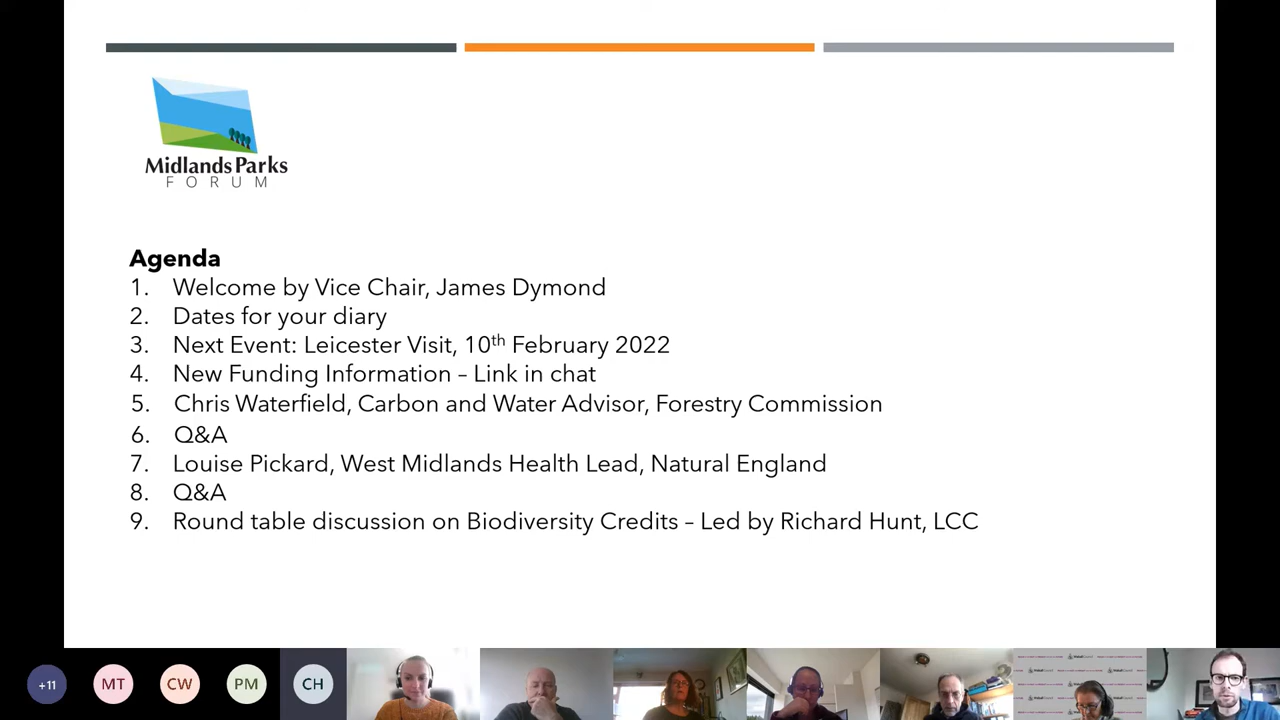 Midlands Parks
FORUM
Agenda
1. Welcome by Vice Chair, James Dymond
2. Dates for your diary
3. Next Event: Leicester Visit, 10th February 2022
4. New Funding Information – Link in chat
5. Chris Waterfield, Carbon and Water Advisor, Forestry Commission
6. Q&A
7. Louise Pickard, West Midlands Health Lead, Natural England
8. Q&A
9. Round table discussion on Biodiversity Credits – Led by Richard Hunt, LCC
+11 MT CW PM CH